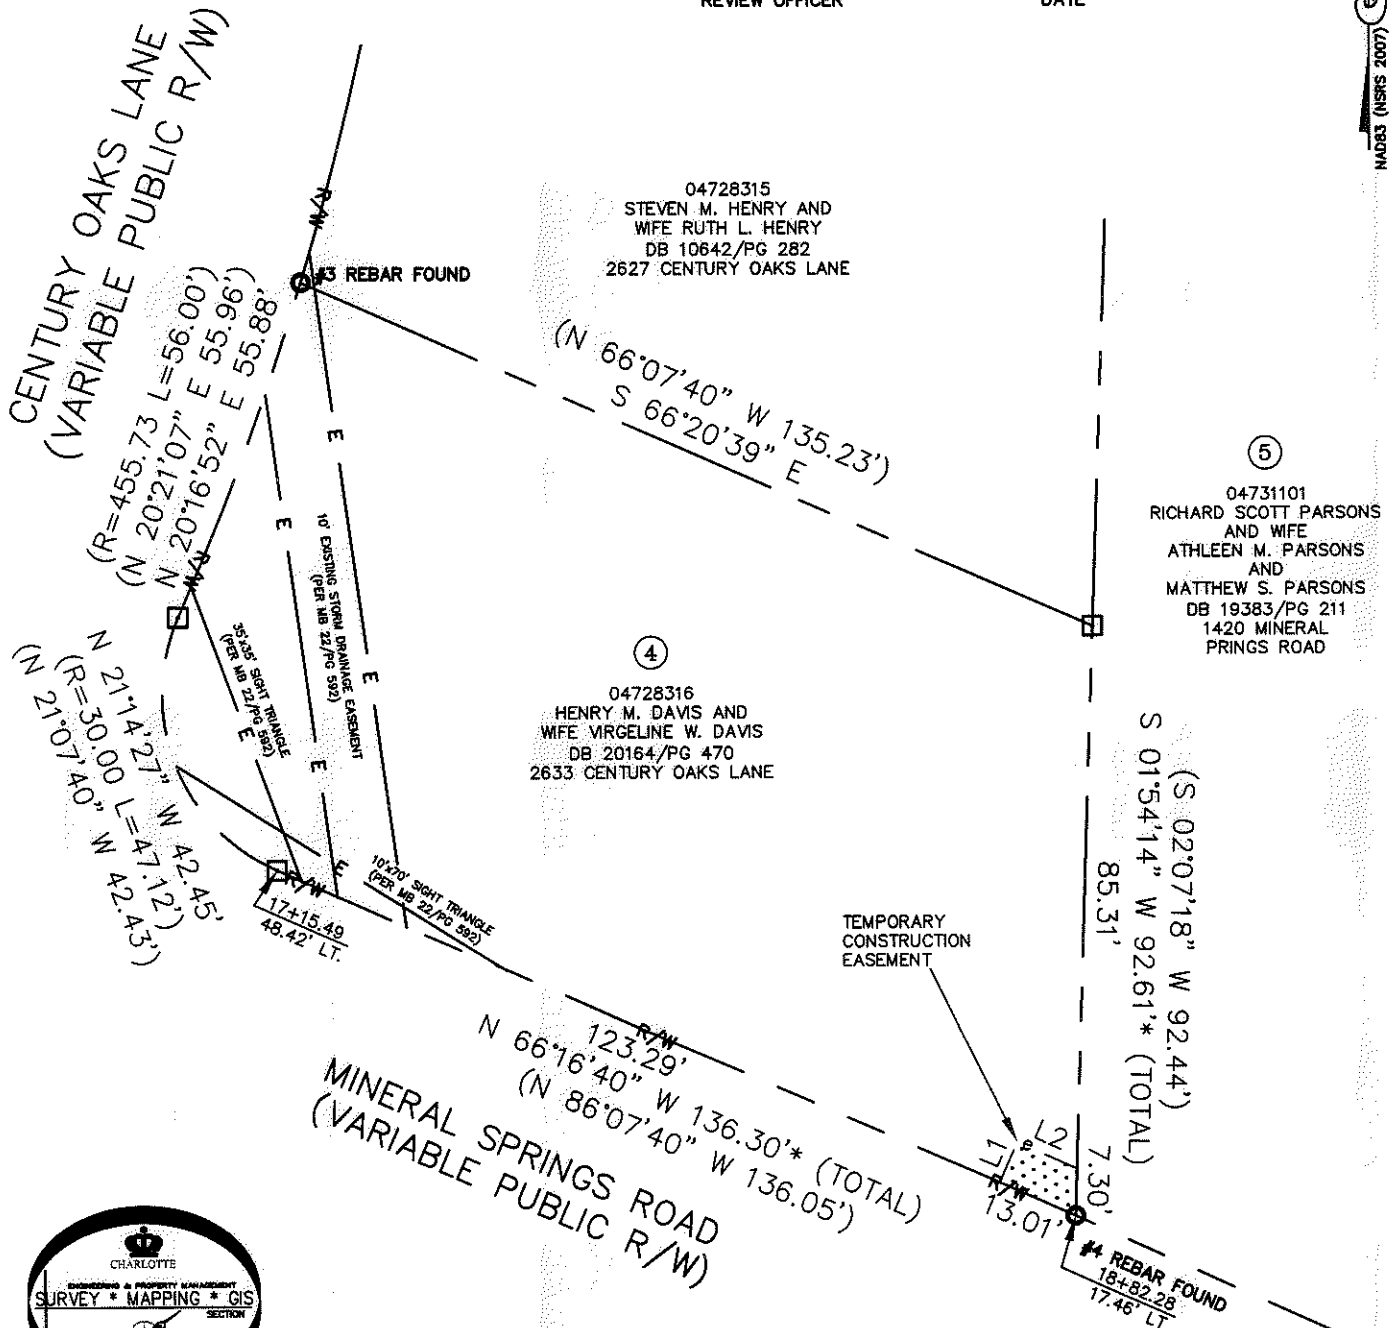 REVIEW OFFICER
DATE
NAD83 (NSRS 2007)
CENTURY OAKS LANE
(VARIABLE PUBLIC R/W)
R/W
#3 REBAR FOUND
04728315
STEVEN M. HENRY AND
WIFE RUTH L. HENRY
DB 10642/PG 282
2627 CENTURY OAKS LANE
(R=455.73 L=56.00')
(N 20°21'07" E 55.96')
N 20°16'52" E 55.88'
R/W
(N 66°07'40" W 135.23')
S 66°20'39" E
5
04731101
RICHARD SCOTT PARSONS
AND WIFE
ATHLEEN M. PARSONS
AND
MATTHEW S. PARSONS
DB 19383/PG 211
1420 MINERAL
PRINGS ROAD
E
E
E
E
E
E
10' EXISTING STORM DRAINAGE EASEMENT
(PER MB 22/PG 592)
35'x35' SIGHT TRIANGLE
(PER MB 22/PG 592)
4
04728316
HENRY M. DAVIS AND
WIFE VIRGELINE W. DAVIS
DB 20164/PG 470
2633 CENTURY OAKS LANE
N 21°14'27" W 42.45'
(R=30.00 L=47.12')
(N 21°07'40" W 42.43')
(S 02°07'18" W 92.44')
S 01°54'14" W 92.61'* (TOTAL)
85.31'
E
R/W
17+15.49
48.42' LT.
10'x70' SIGHT TRIANGLE
(PER MB 22/PG 592)
TEMPORARY
CONSTRUCTION
EASEMENT
R/W
123.29'
N 66°16'40" W 136.30'* (TOTAL)
(N 86°07'40" W 136.05')
MINERAL SPRINGS ROAD
(VARIABLE PUBLIC R/W)
e
L2
L1
R/W
7.30'
13.01'
#4 REBAR FOUND
18+82.28
17.46' LT
CHARLOTTE
ENGINEERING & PROPERTY MANAGEMENT
SURVEY * MAPPING * GIS
SECTION